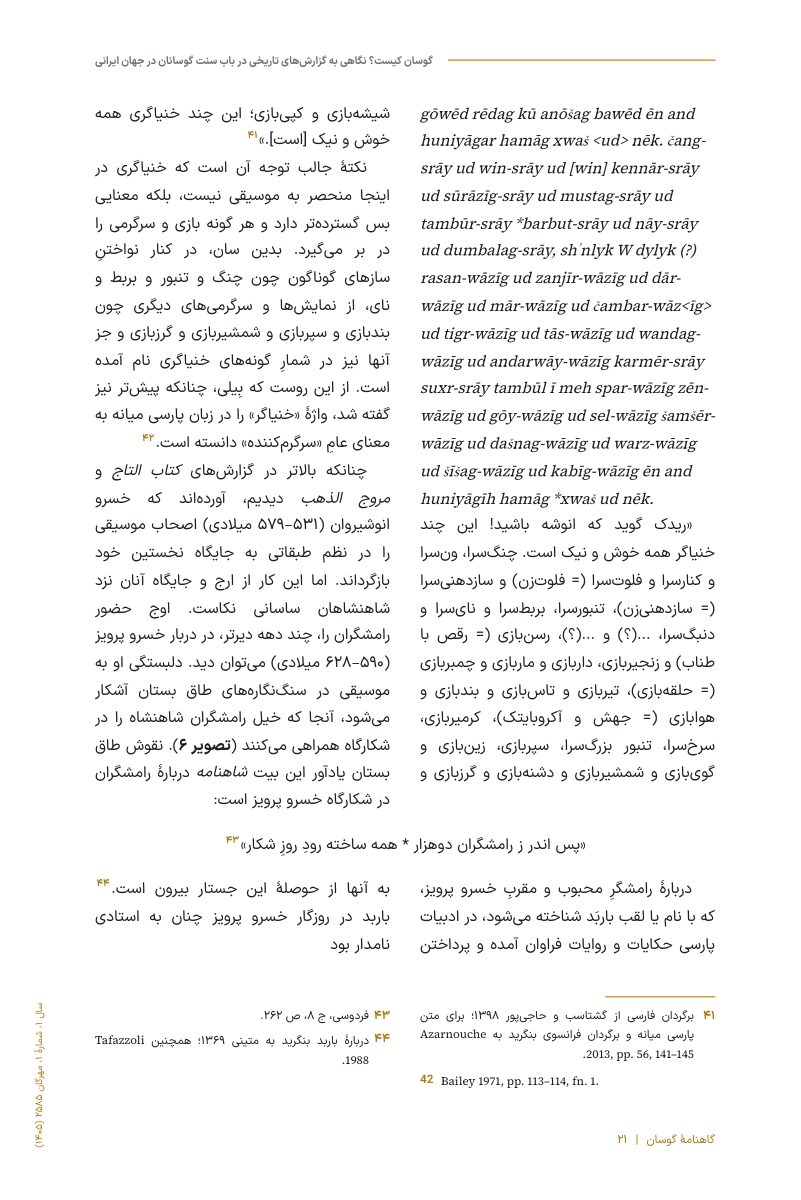 گوسان کیست؟ نگاهی به گزارش‌های تاریخی در باب سنت گوسانان در جهان ایرانی
gōwēd rēdag kū anōšag bawēd ēn and
huniyāgar hamāg xwaš <ud> nēk. čang-
srāy ud win-srāy ud [win] kennār-srāy
ud sūrāzīg-srāy ud mustag-srāy ud
tambūr-srāy *barbut-srāy ud nāy-srāy
ud dumbalag-srāy, shʾnlyk W dylyk (?)
rasan-wāzīg ud zanjīr-wāzīg ud dār-
wāzīg ud mār-wāzīg ud čambar-wāz<īg>
ud tigr-wāzīg ud tās-wāzīg ud wandag-
wāzīg ud andarwāy-wāzīg karmēr-srāy
suxr-srāy tambūl ī meh spar-wāzīg zēn-
wāzīg ud gōy-wāzīg ud sel-wāzīg šamšēr-
wāzīg ud dašnag-wāzīg ud warz-wāzīg
ud šīšag-wāzīg ud kabīg-wāzīg ēn and
huniyāgīh hamāg *xwaš ud nēk.
«ریدک گوید که انوشه باشید! این چند
خنیاگر همه خوش و نیک است. چنگ‌سرا، ون‌سرا
و کنارسرا و فلوت‌سرا (= فلوت‌زن) و سازدهنی‌سرا
(= سازدهنی‌زن)، تنبورسرا، بربط‌سرا و نای‌سرا و
دنبگ‌سرا، ...(؟) و ...(؟)، رسن‌بازی (= رقص با
طناب) و زنجیربازی، داربازی و ماربازی و چمبربازی
(= حلقه‌بازی)، تیربازی و تاس‌بازی و بندبازی و
هوابازی (= جهش و آکروبایتک)، کرمیربازی،
سرخ‌سرا، تنبور بزرگ‌سرا، سپربازی، زین‌بازی و
گوی‌بازی و شمشیربازی و دشنه‌بازی و گرزبازی و
شیشه‌بازی و کپی‌بازی؛ این چند خنیاگری همه
خوش و نیک [است].»۴۱
نکتهٔ جالب توجه آن است که خنیاگری در
اینجا منحصر به موسیقی نیست، بلکه معنایی
بس گسترده‌تر دارد و هر گونه بازی و سرگرمی را
در بر می‌گیرد. بدین سان، در کنار نواختنِ
سازهای گوناگون چون چنگ و تنبور و بربط و
نای، از نمایش‌ها و سرگرمی‌های دیگری چون
بندبازی و سپربازی و شمشیربازی و گرزبازی و جز
آنها نیز در شمارِ گونه‌های خنیاگری نام آمده
است. از این روست که بِیلی، چنانکه پیش‌تر نیز
گفته شد، واژهٔ «خنیاگر» را در زبان پارسی میانه به
معنای عامِ «سرگرم‌کننده» دانسته است.۴۲
چنانکه بالاتر در گزارش‌های کتاب التاج و
مروج الذهب دیدیم، آورده‌اند که خسرو
انوشیروان (۵۳۱–۵۷۹ میلادی) اصحاب موسیقی
را در نظم طبقاتی به جایگاه نخستین خود
بازگرداند. اما این کار از ارج و جایگاه آنان نزد
شاهنشاهان ساسانی نکاست. اوج حضور
رامشگران را، چند دهه دیرتر، در دربار خسرو پرویز
(۵۹۰–۶۲۸ میلادی) می‌توان دید. دلبستگی او به
موسیقی در سنگ‌نگاره‌های طاق بستان آشکار
می‌شود، آنجا که خیل رامشگران شاهنشاه را در
شکارگاه همراهی می‌کنند (تصویر ۶). نقوش طاق
بستان یادآور این بیت شاهنامه دربارهٔ رامشگران
در شکارگاه خسرو پرویز است:
«پس اندر ز رامشگران دوهزار * همه ساخته رودِ روزِ شکار»۴۳
دربارهٔ رامشگرِ محبوب و مقربِ خسرو پرویز،
که با نام یا لقب باربَد شناخته می‌شود، در ادبیات
پارسی حکایات و روایات فراوان آمده و پرداختن
به آنها از حوصلهٔ این جستار بیرون است.۴۴
باربد در روزگار خسرو پرویز چنان به استادی
نامدار بود
۴۱ برگردان فارسی از گشتاسب و حاجی‌پور ۱۳۹۸؛ برای متن
پارسی میانه و برگردان فرانسوی بنگرید به Azarnouche
2013, pp. 56, 141–145.
42 Bailey 1971, pp. 113–114, fn. 1.
۴۳ فردوسی، ج ۸، ص ۲۶۲.
۴۴ دربارهٔ باربد بنگرید به متینی ۱۳۶۹؛ همچنین Tafazzoli
1988.
سال ۱، شمارهٔ ۱، مهرگان ۲۵۸۵ (۱۴۰۵)
گاهنامهٔ گوسان | ۲۱